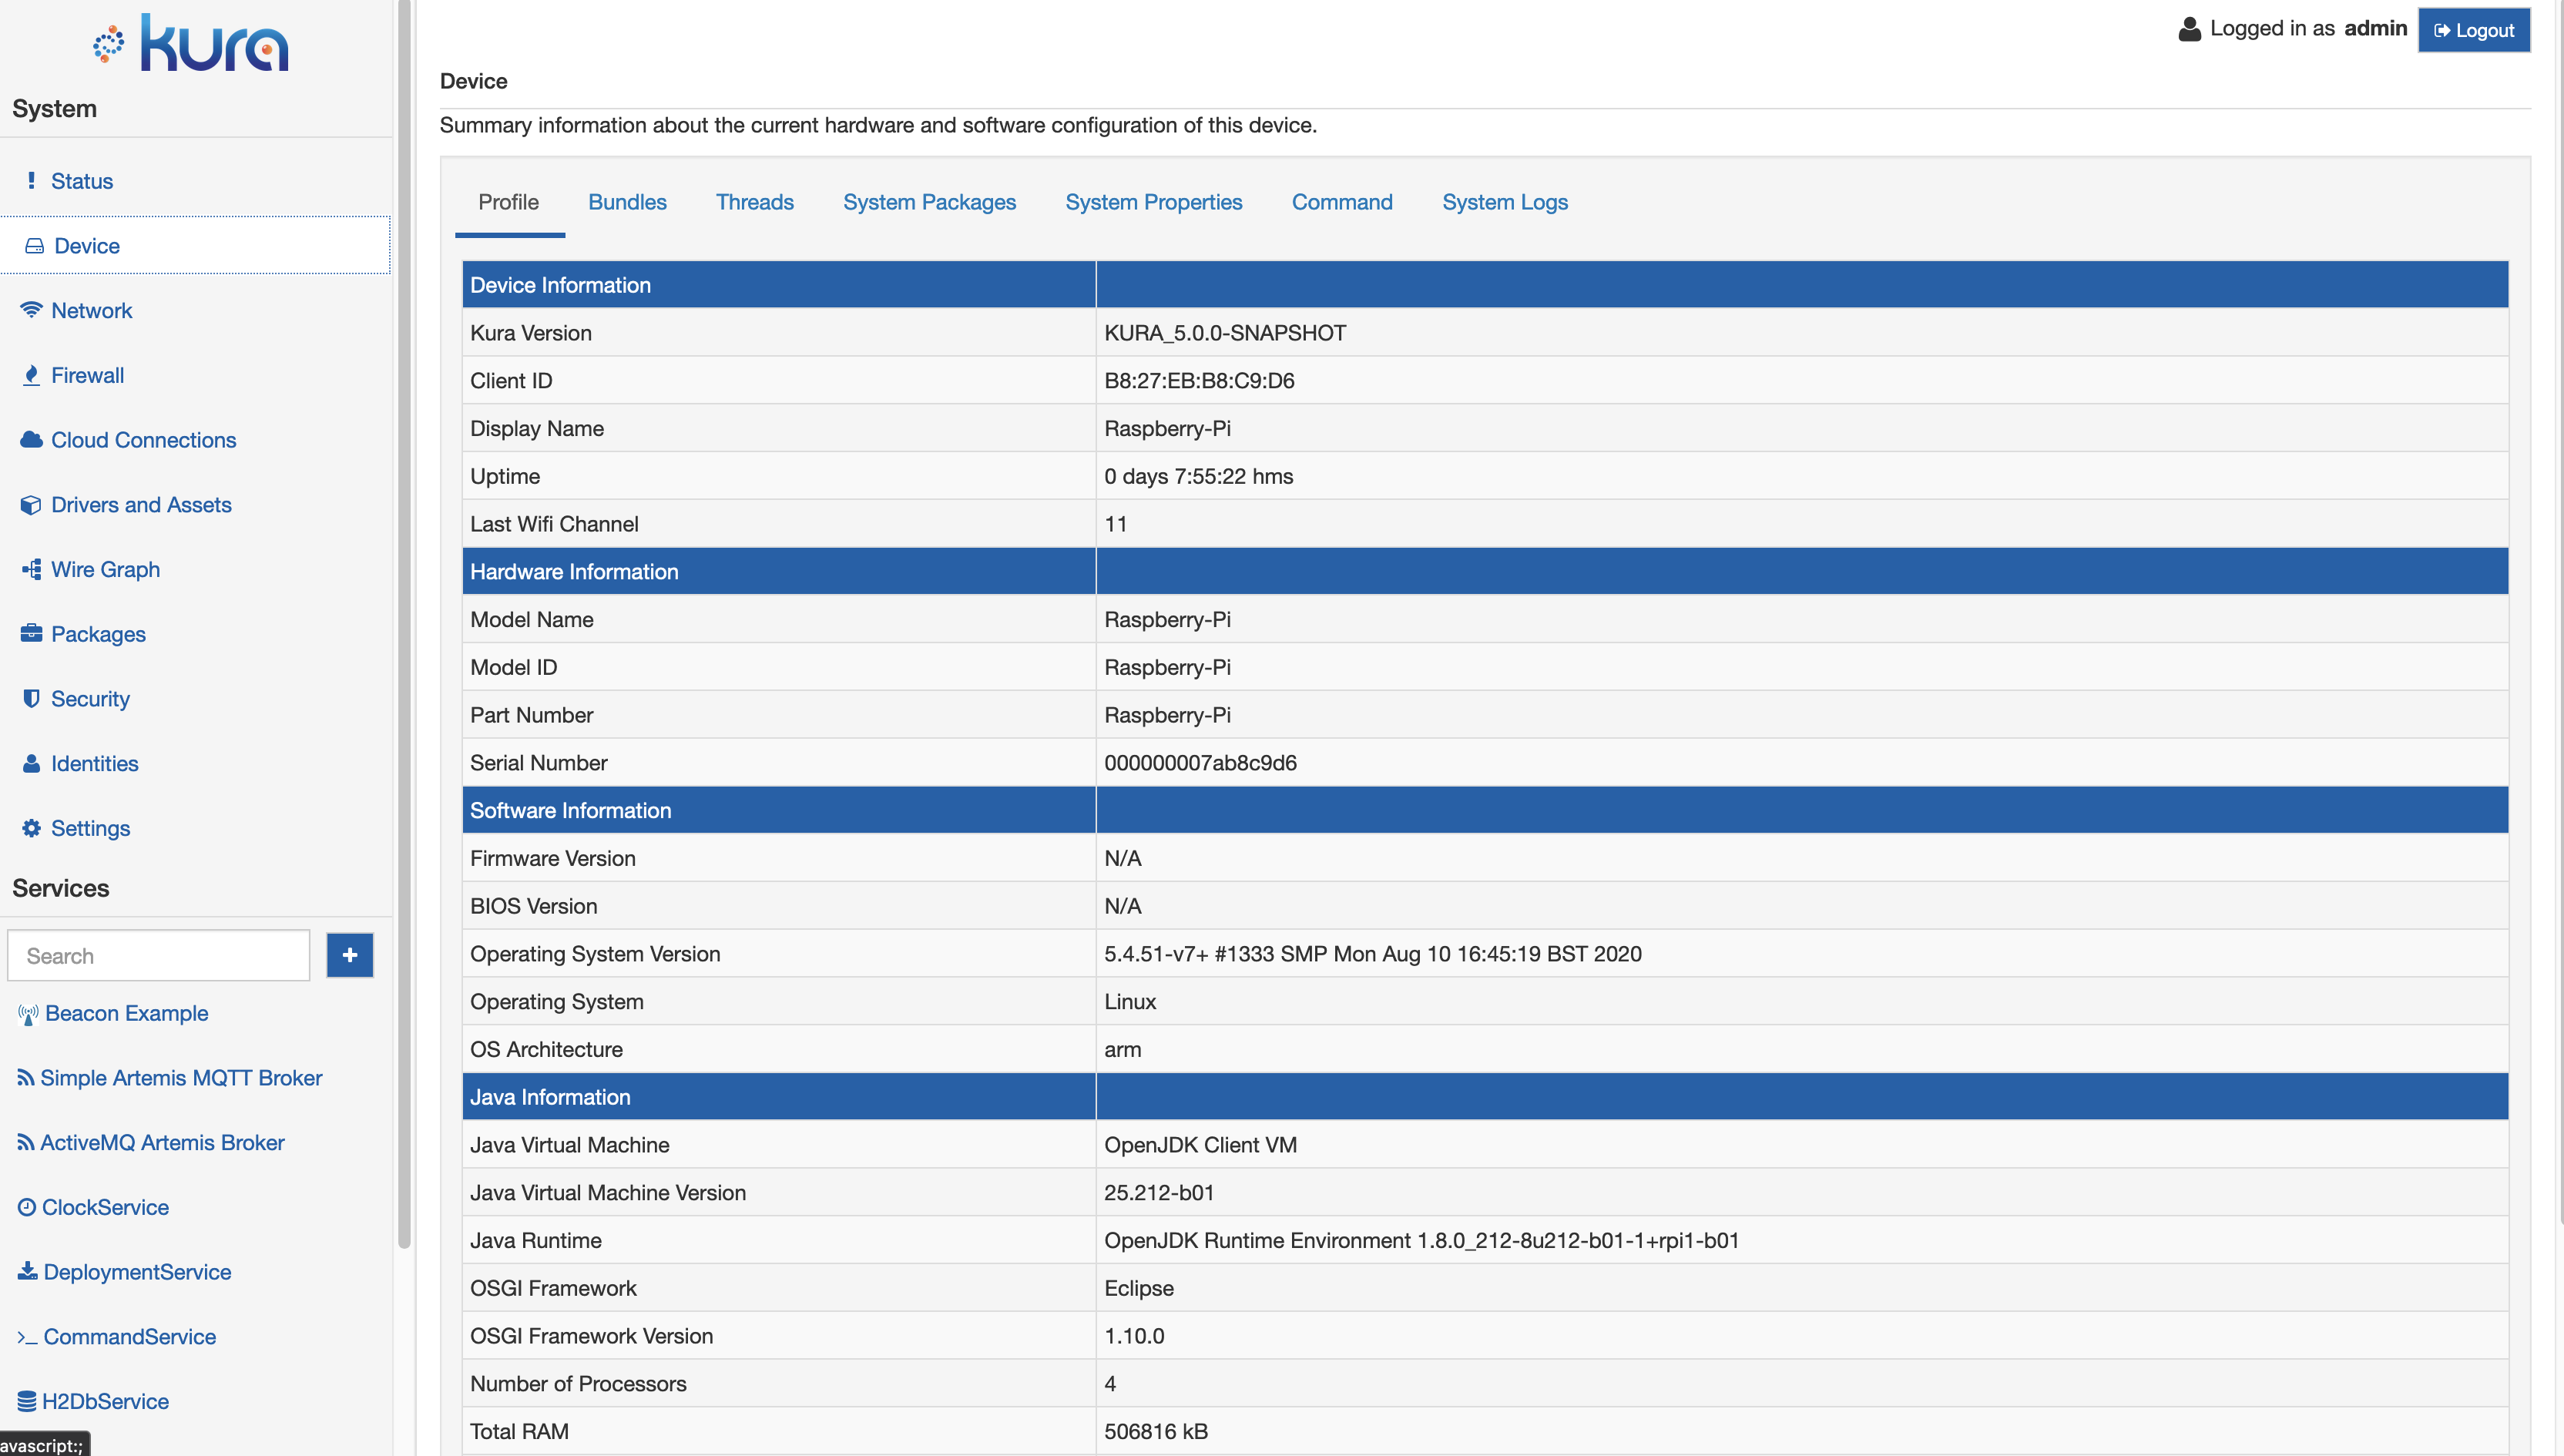 kura
Logged in as admin
Logout
System
Status
Device
Network
Firewall
Cloud Connections
Drivers and Assets
Wire Graph
Packages
Security
Identities
Settings
Services
Search
+
Beacon Example
Simple Artemis MQTT Broker
ActiveMQ Artemis Broker
ClockService
DeploymentService
CommandService
H2DbService
avascript:;
Device
Summary information about the current hardware and software configuration of this device.
Profile Bundles Threads System Packages System Properties Command System Logs
Device Information
Kura Version KURA_5.0.0-SNAPSHOT
Client ID B8:27:EB:B8:C9:D6
Display Name Raspberry-Pi
Uptime 0 days 7:55:22 hms
Last Wifi Channel 11
Hardware Information
Model Name Raspberry-Pi
Model ID Raspberry-Pi
Part Number Raspberry-Pi
Serial Number 000000007ab8c9d6
Software Information
Firmware Version N/A
BIOS Version N/A
Operating System Version 5.4.51-v7+ #1333 SMP Mon Aug 10 16:45:19 BST 2020
Operating System Linux
OS Architecture arm
Java Information
Java Virtual Machine OpenJDK Client VM
Java Virtual Machine Version 25.212-b01
Java Runtime OpenJDK Runtime Environment 1.8.0_212-8u212-b01-1+rpi1-b01
OSGI Framework Eclipse
OSGI Framework Version 1.10.0
Number of Processors 4
Total RAM 506816 kB